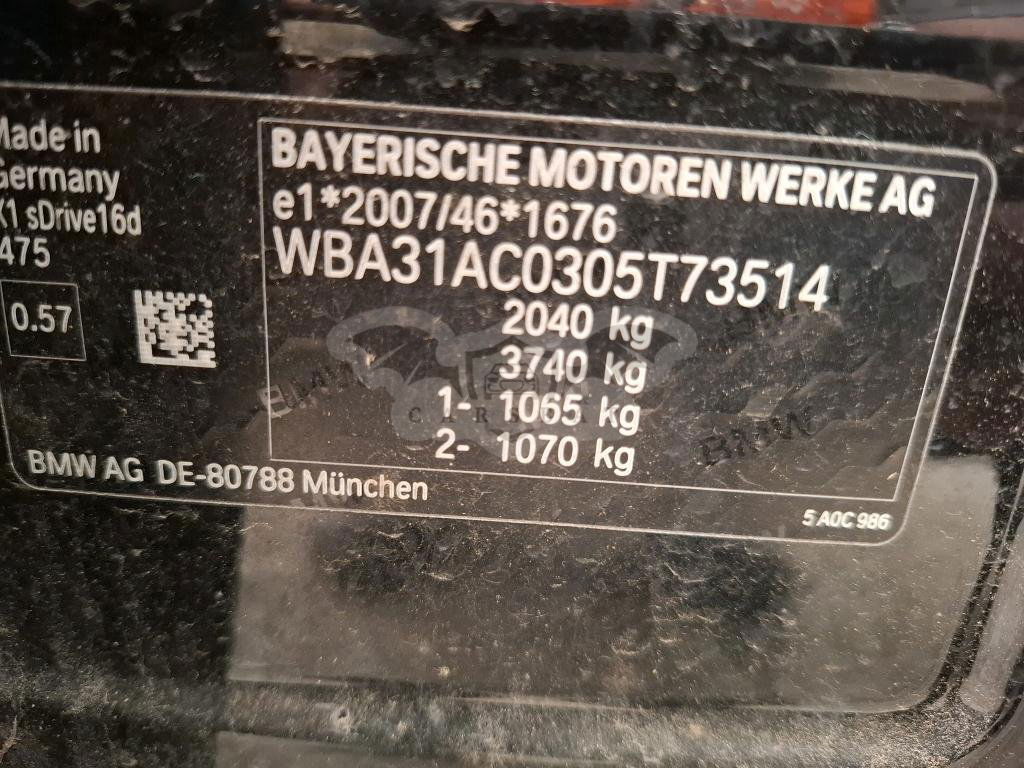 Made in
Germany
X1 sDrive16d
475
0.57
BAYERISCHE MOTOREN WERKE AG
e1*2007/46*1676
WBA31AC0305T73514
2040 kg
3740 kg
1- 1065 kg
2- 1070 kg
BMW
BMW AG DE-80788 München
5 A0C 986